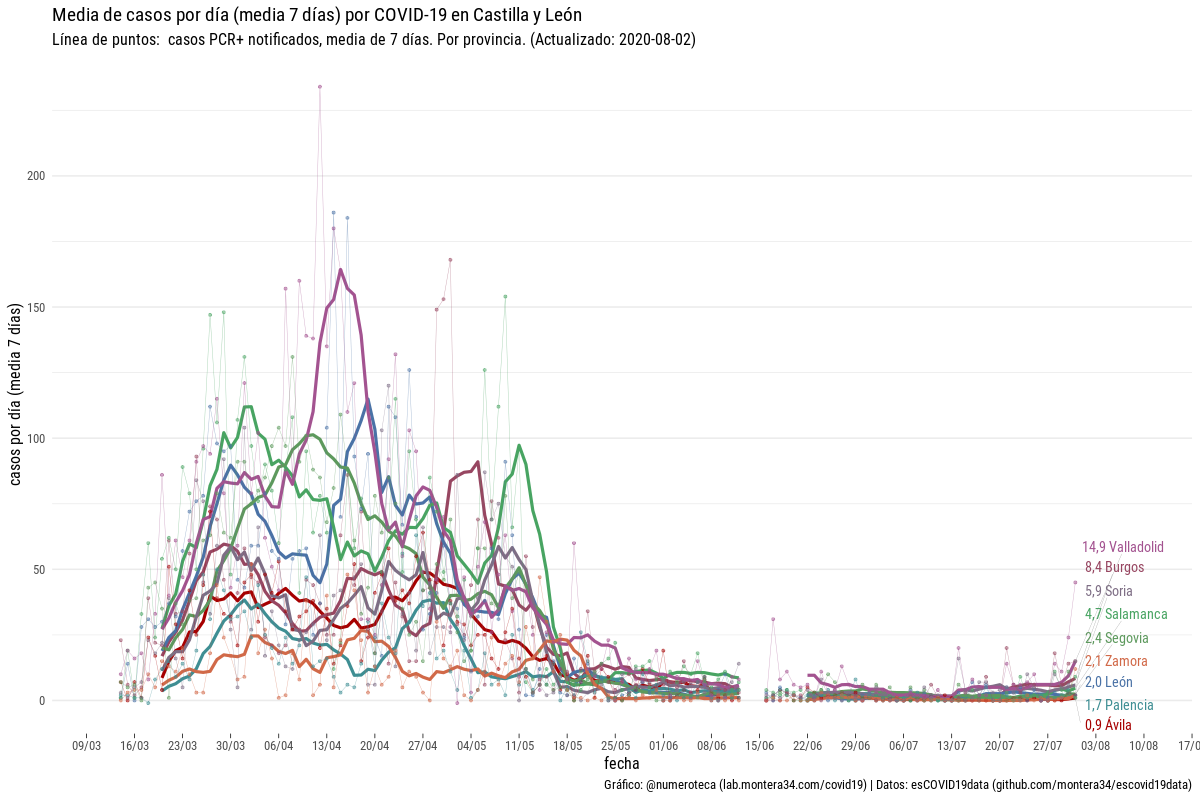 Media de casos por día (media 7 días) por COVID-19 en Castilla y León
Línea de puntos:  casos PCR+ notificados, media de 7 días. Por provincia. (Actualizado: 2020-08-02)
casos por día (media 7 días)
200
150
100
50
0
14,9 Valladolid
8,4 Burgos
5,9 Soria
4,7 Salamanca
2,4 Segovia
2,1 Zamora
2,0 León
1,7 Palencia
0,9 Ávila
09/03 16/03 23/03 30/03 06/04 13/04 20/04 27/04 04/05 11/05 18/05 25/05 01/06 08/06 15/06 22/06 29/06 06/07 13/07 20/07 27/07 03/08 10/08 17/0
fecha
Gráfico: @numeroteca (lab.montera34.com/covid19) | Datos: esCOVID19data (github.com/montera34/escovid19data)